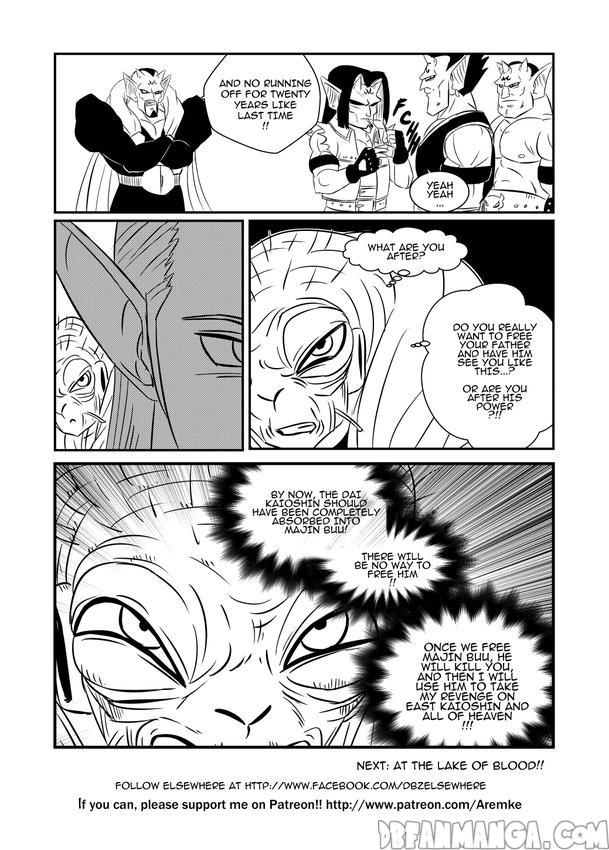 AND NO RUNNING
OFF FOR TWENTY
YEARS LIKE
LAST TIME
!!
FCHH
YEAH
YEAH
...
WHAT ARE YOU
AFTER?
DO YOU REALLY
WANT TO FREE
YOUR FATHER
AND HAVE HIM
SEE YOU LIKE
THIS...?
OR ARE YOU
AFTER HIS
POWER
?!!
BY NOW, THE DAI
KAIOSHIN SHOULD
HAVE BEEN COMPLETELY
ABSORBED INTO
MAJIN BUU!
THERE WILL
BE NO WAY TO
FREE HIM
!!
ONCE WE FREE
MAJIN BUU, HE
WILL KILL YOU,
AND THEN I WILL
USE HIM TO TAKE
MY REVENGE ON
EAST KAIOSHIN AND
ALL OF HEAVEN
!!!
NEXT: AT THE LAKE OF BLOOD!!
FOLLOW ELSEWHERE AT HTTP://WWW.FACEBOOK.COM/DBZELSEWHERE
If you can, please support me on Patreon!! http://www.patreon.com/Aremke
DBFANMANGA.COM